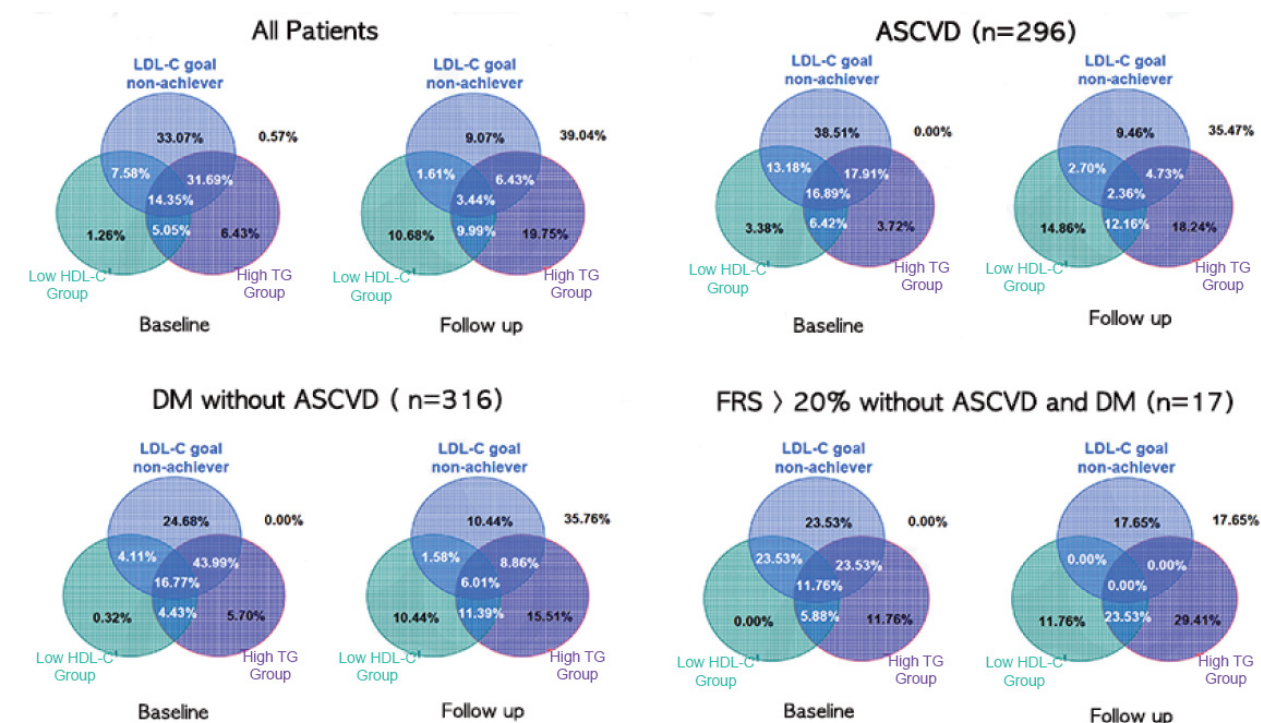 All Patients
LDL-C goal
non-achiever
33.07%
0.57%
7.58%
31.69%
14.35%
1.26%
5.05%
6.43%
Low HDL-C
Group
High TG
Group
Baseline
LDL-C goal
non-achiever
9.07%
39.04%
1.61%
6.43%
3.44%
10.68%
9.99%
19.75%
Low HDL-C
Group
High TG
Group
Follow up
ASCVD (n=296)
LDL-C goal
non-achiever
38.51%
0.00%
13.18%
17.91%
16.89%
3.38%
6.42%
3.72%
Low HDL-C
Group
High TG
Group
Baseline
LDL-C goal
non-achiever
9.46%
35.47%
2.70%
4.73%
2.36%
14.86%
12.16%
18.24%
Low HDL-C
Group
High TG
Group
Follow up
DM without ASCVD ( n=316)
LDL-C goal
non-achiever
24.68%
0.00%
4.11%
43.99%
16.77%
0.32%
4.43%
5.70%
Low HDL-C
Group
High TG
Group
Baseline
LDL-C goal
non-achiever
10.44%
35.76%
1.58%
8.86%
6.01%
10.44%
11.39%
15.51%
Low HDL-C
Group
High TG
Group
Follow up
FRS > 20% without ASCVD and DM (n=17)
LDL-C goal
non-achiever
23.53%
0.00%
23.53%
23.53%
11.76%
0.00%
5.88%
11.76%
Low HDL-C
Group
High TG
Group
Baseline
LDL-C goal
non-achiever
17.65%
17.65%
0.00%
0.00%
0.00%
11.76%
23.53%
29.41%
Low HDL-C
Group
High TG
Group
Follow up